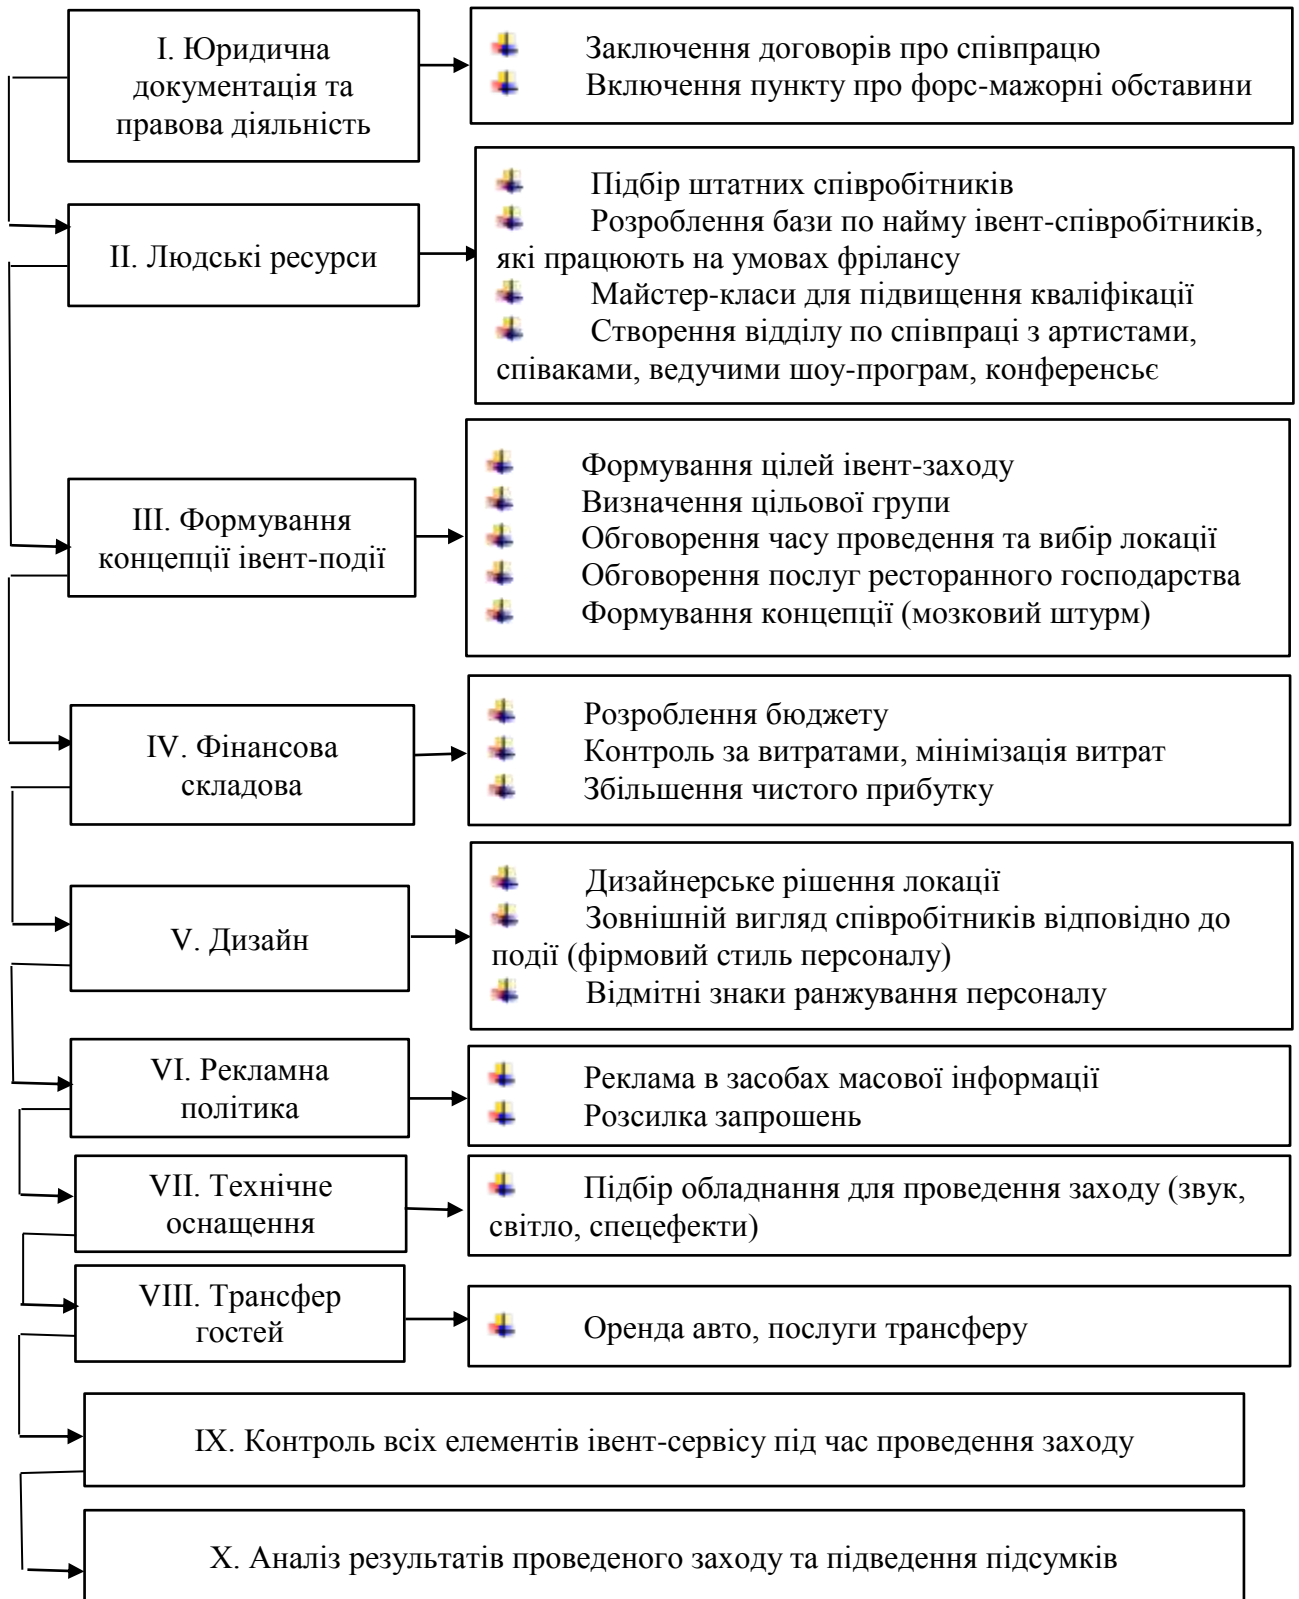 I. Юридична
документація та
правова діяльність
Заключення договорів про співпрацю
Включення пункту про форс-мажорні обставини
II. Людські ресурси
Підбір штатних співробітників
Розроблення бази по найму івент-співробітників,
які працюють на умовах фрілансу
Майстер-класи для підвищення кваліфікації
Створення відділу по співпраці з артистами,
співаками, ведучими шоу-програм, конференсьє
III. Формування
концепції івент-події
Формування цілей івент-заходу
Визначення цільової групи
Обговорення часу проведення та вибір локації
Обговорення послуг ресторанного господарства
Формування концепції (мозковий штурм)
IV. Фінансова
складова
Розроблення бюджету
Контроль за витратами, мінімізація витрат
Збільшення чистого прибутку
V. Дизайн
Дизайнерське рішення локації
Зовнішній вигляд співробітників відповідно до
події (фірмовий стиль персоналу)
Відмітні знаки ранжування персоналу
VI. Рекламна
політика
Реклама в засобах масової інформації
Розсилка запрошень
VII. Технічне
оснащення
Підбір обладнання для проведення заходу (звук,
світло, спецефекти)
VIII. Трансфер
гостей
Оренда авто, послуги трансферу
IX. Контроль всіх елементів івент-сервісу під час проведення заходу
X. Аналіз результатів проведеного заходу та підведення підсумків